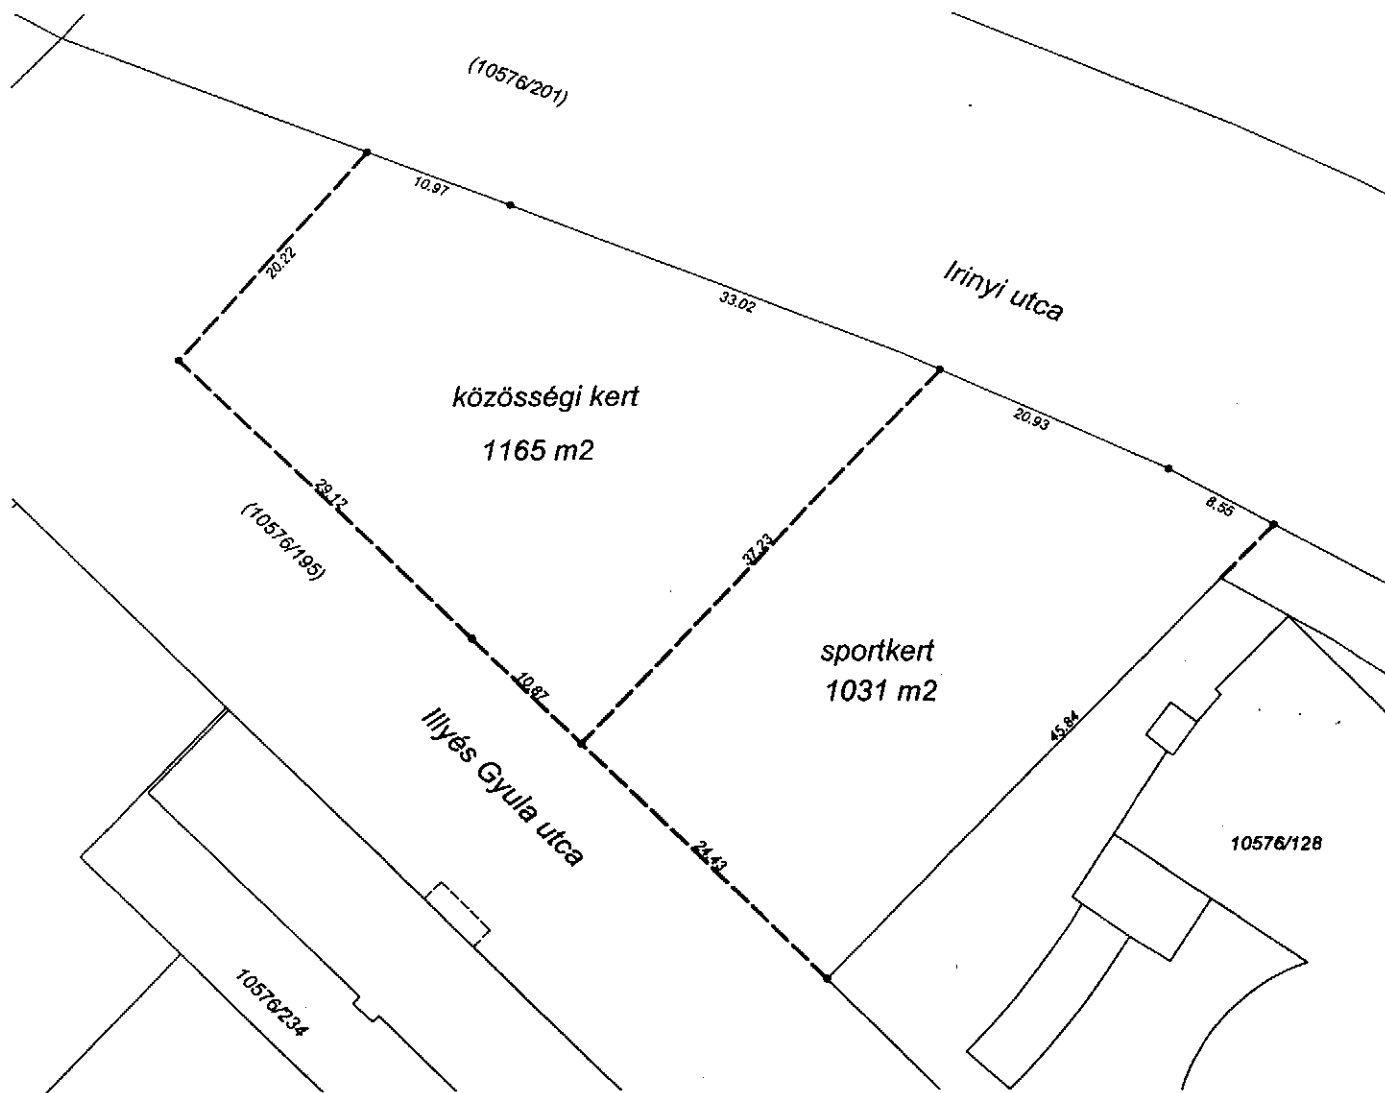 (10576/201)
10.97
20.22
33.02
Irinyi utca
közösségi kert
1165 m2
20.93
8.55
29.12
(10576/195)
37.23
sportkert
1031 m2
10.87
45.84
Illyés Gyula utca
24.43
10576/128
10576/234